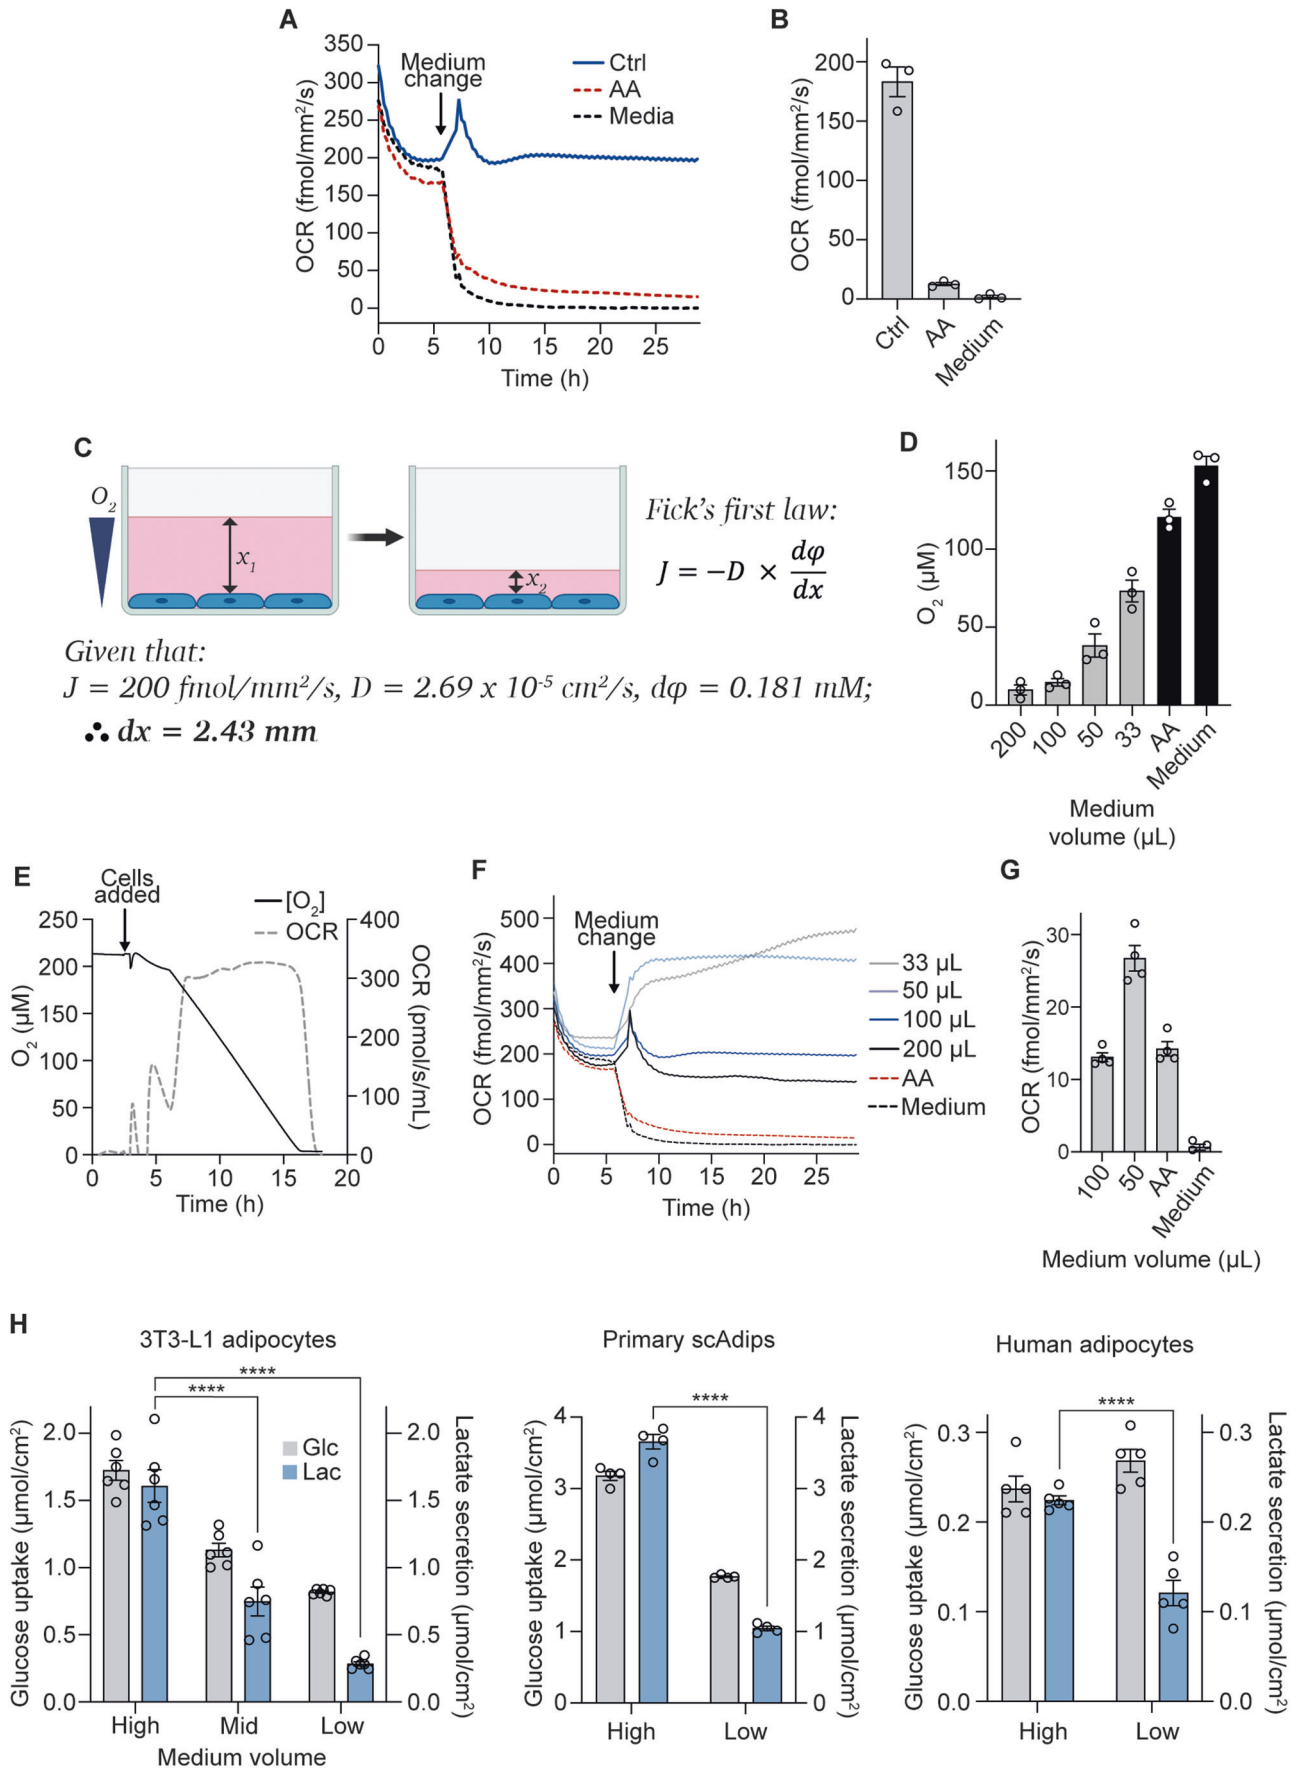 A
OCR (fmol/mm²/s)
350
300
250
200
150
100
50
0
Medium
change
Ctrl
AA
Media
0
5
10
15
20
25
Time (h)
B
OCR (fmol/mm²/s)
200
150
100
50
0
Ctrl
AA
Medium
C
O₂
x₁
x₂
Fick's first law:
J = −D × dφ/dx
Given that:
J = 200 fmol/mm²/s, D = 2.69 x 10⁻⁵ cm²/s, dφ = 0.181 mM;
∴ dx = 2.43 mm
D
O₂ (µM)
150
100
50
0
200
100
50
33
AA
Medium
Medium
volume (µL)
E
Cells
added
[O₂]
OCR
O₂ (µM)
250
200
150
100
50
0
OCR (pmol/s/mL)
400
300
200
100
0
0
5
10
15
20
Time (h)
F
OCR (fmol/mm²/s)
500
400
300
200
100
0
Medium
change
33 µL
50 µL
100 µL
200 µL
AA
Medium
0
5
10
15
20
25
Time (h)
G
OCR (fmol/mm²/s)
30
20
10
0
100
50
AA
Medium
Medium volume (µL)
H
3T3-L1 adipocytes
****
****
Glucose uptake (µmol/cm²)
2.0
1.5
1.0
0.5
0.0
Glc
Lac
2.0
1.5
1.0
0.5
0.0
Lactate secretion (µmol/cm²)
High
Mid
Low
Medium volume
Primary scAdips
****
Glucose uptake (µmol/cm²)
4
3
2
1
0
4
3
2
1
0
Lactate secretion (µmol/cm²)
High
Low
Human adipocytes
****
Glucose uptake (µmol/cm²)
0.3
0.2
0.1
0.0
0.3
0.2
0.1
0.0
Lactate secretion (µmol/cm²)
High
Low